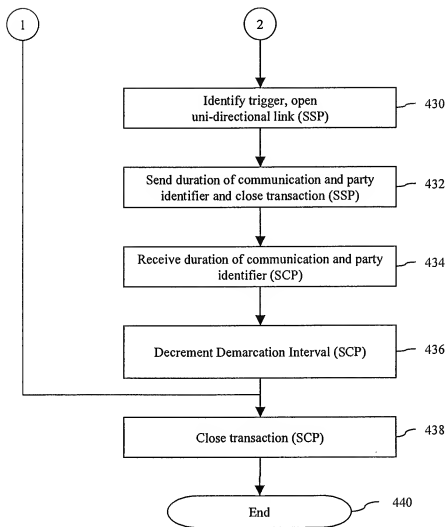 1
2
Identify trigger, open
uni-directional link (SSP)
430
Send duration of communication and party
identifier and close transaction (SSP)
432
Receive duration of communication and party
identifier (SCP)
434
Decrement Demarcation Interval (SCP)
436
Close transaction (SCP)
438
End
440